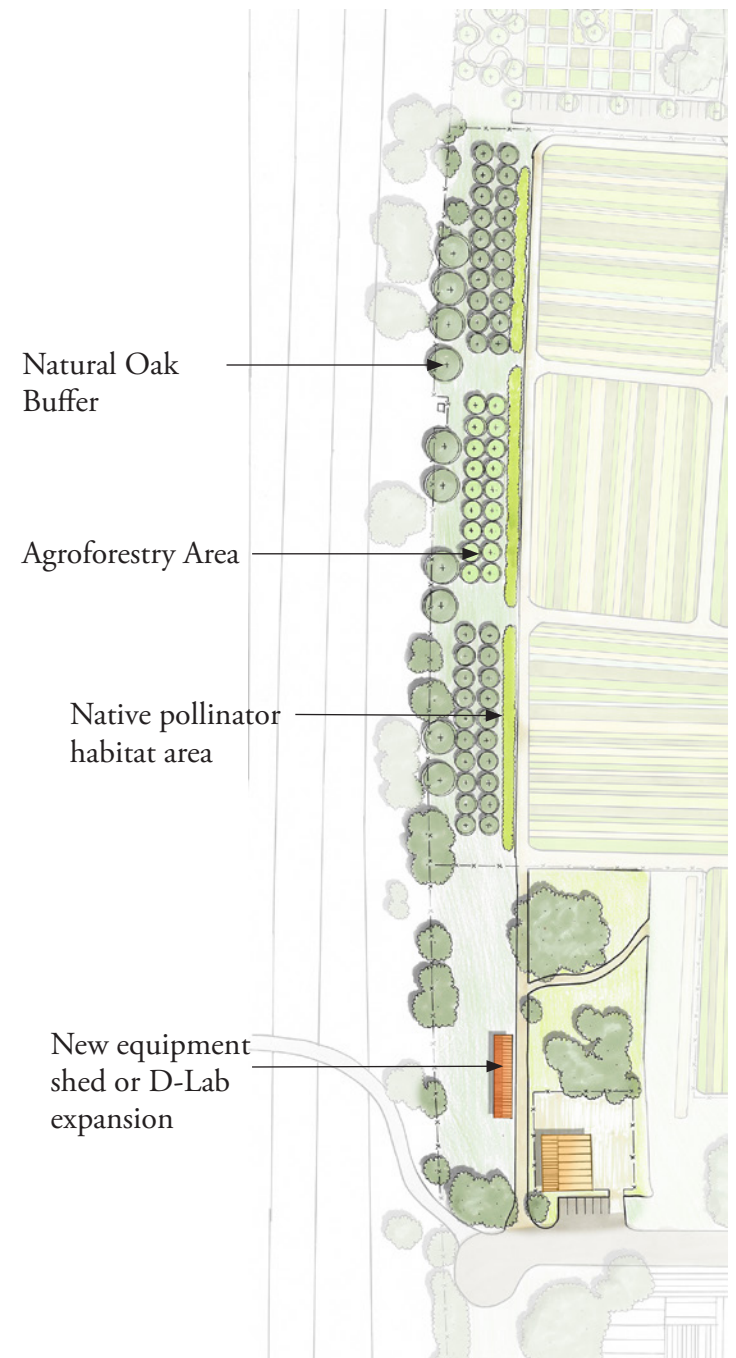 Natural Oak
Buffer
Agroforestry Area
Native pollinator
habitat area
New equipment
shed or D-Lab
expansion